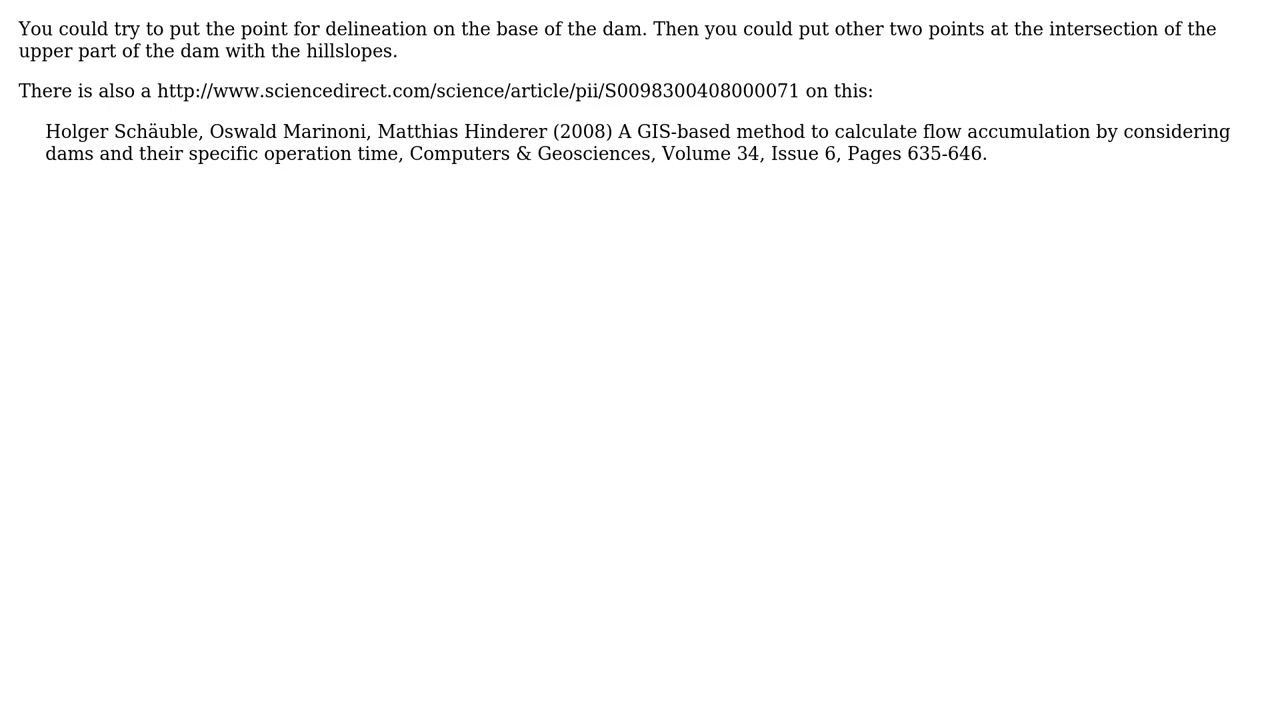 You could try to put the point for delineation on the base of the dam. Then you could put other two points at the intersection of the
upper part of the dam with the hillslopes.
There is also a http://www.sciencedirect.com/science/article/pii/S0098300408000071 on this:
Holger Schäuble, Oswald Marinoni, Matthias Hinderer (2008) A GIS-based method to calculate flow accumulation by considering
dams and their specific operation time, Computers & Geosciences, Volume 34, Issue 6, Pages 635-646.